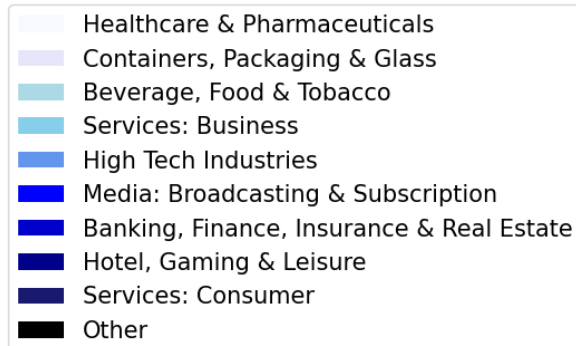 Healthcare & Pharmaceuticals
Containers, Packaging & Glass
Beverage, Food & Tobacco
Services: Business
High Tech Industries
Media: Broadcasting & Subscription
Banking, Finance, Insurance & Real Estate
Hotel, Gaming & Leisure
Services: Consumer
Other